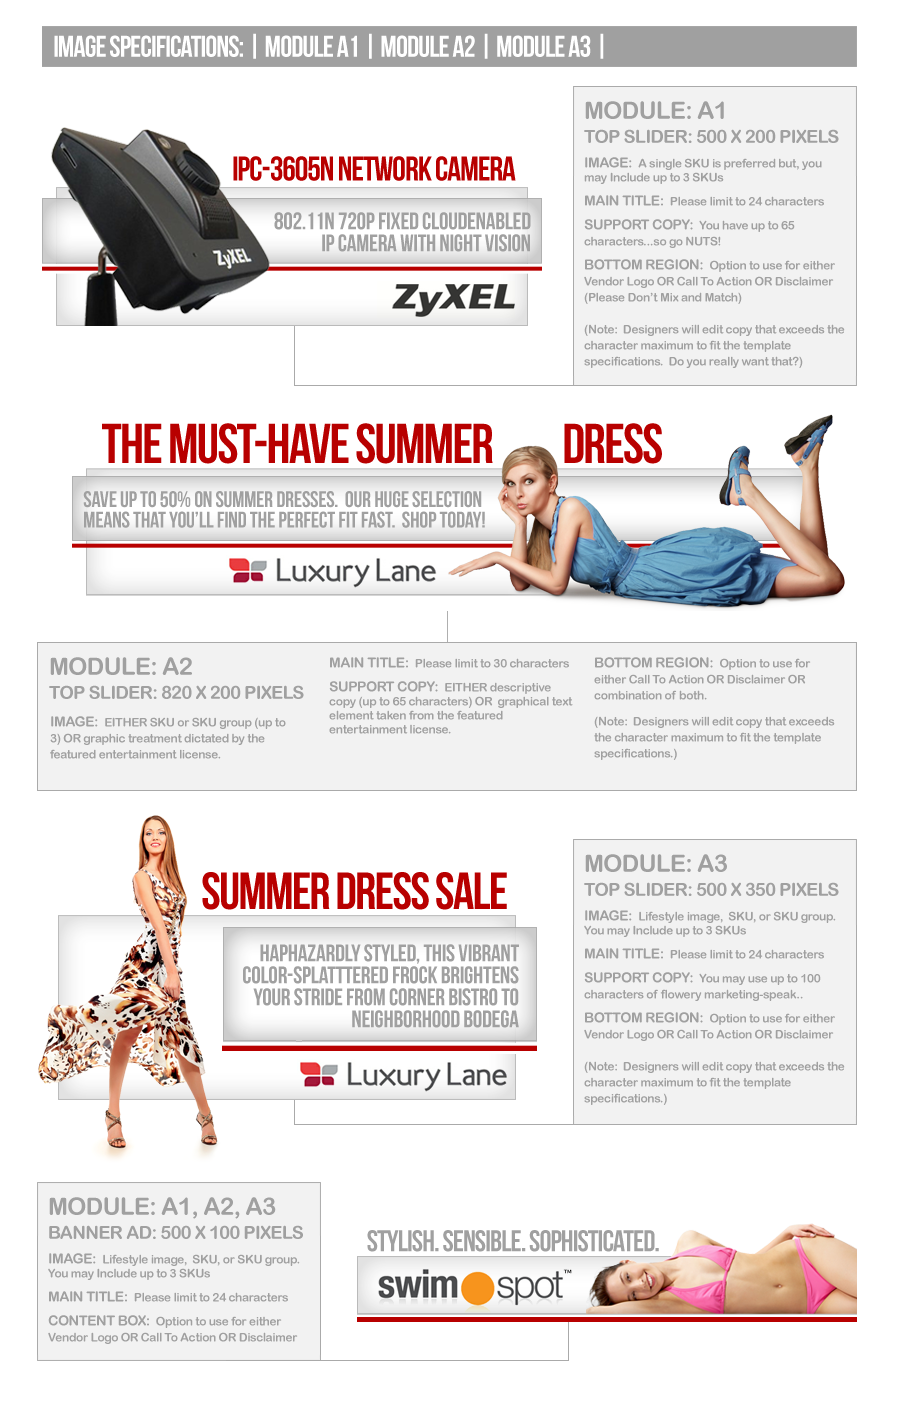 IMAGE SPECIFICATIONS: | MODULE A1 | MODULE A2 | MODULE A3 |
IPC-3605N NETWORK CAMERA
802.11N 720P FIXED CLOUDENABLED
IP CAMERA WITH NIGHT VISION
ZyXEL
ZyXEL
MODULE: A1
TOP SLIDER: 500 X 200 PIXELS
IMAGE: A single SKU is preferred but, you
may Include up to 3 SKUs
MAIN TITLE: Please limit to 24 characters
SUPPORT COPY: You have up to 65
characters...so go NUTS!
BOTTOM REGION: Option to use for either
Vendor Logo OR Call To Action OR Disclaimer
(Please Don't Mix and Match)
(Note: Designers will edit copy that exceeds the
character maximum to fit the template
specifications. Do you really want that?)
THE MUST-HAVE SUMMER DRESS
SAVE UP TO 50% ON SUMMER DRESSES. OUR HUGE SELECTION
MEANS THAT YOU'LL FIND THE PERFECT FIT FAST. SHOP TODAY!
Luxury Lane
MODULE: A2
TOP SLIDER: 820 X 200 PIXELS
IMAGE: EITHER SKU or SKU group (up to
3) OR graphic treatment dictated by the
featured entertainment license.
MAIN TITLE: Please limit to 30 characters
SUPPORT COPY: EITHER descriptive
copy (up to 65 characters) OR graphical text
element taken from the featured
entertainment license.
BOTTOM REGION: Option to use for
either Call To Action OR Disclaimer OR
combination of both.
(Note: Designers will edit copy that exceeds
the character maximum to fit the template
specifications.)
SUMMER DRESS SALE
HAPHAZARDLY STYLED, THIS VIBRANT
COLOR-SPLATTTERED FROCK BRIGHTENS
YOUR STRIDE FROM CORNER BISTRO TO
NEIGHBORHOOD BODEGA
Luxury Lane
MODULE: A3
TOP SLIDER: 500 X 350 PIXELS
IMAGE: Lifestyle image, SKU, or SKU group.
You may Include up to 3 SKUs
MAIN TITLE: Please limit to 24 characters
SUPPORT COPY: You may use up to 100
characters of flowery marketing-speak..
BOTTOM REGION: Option to use for either
Vendor Logo OR Call To Action OR Disclaimer
(Note: Designers will edit copy that exceeds the
character maximum to fit the template
specifications.)
MODULE: A1, A2, A3
BANNER AD: 500 X 100 PIXELS
IMAGE: Lifestyle image, SKU, or SKU group.
You may Include up to 3 SKUs
MAIN TITLE: Please limit to 24 characters
CONTENT BOX: Option to use for either
Vendor Logo OR Call To Action OR Disclaimer
STYLISH. SENSIBLE. SOPHISTICATED.
swim spot™